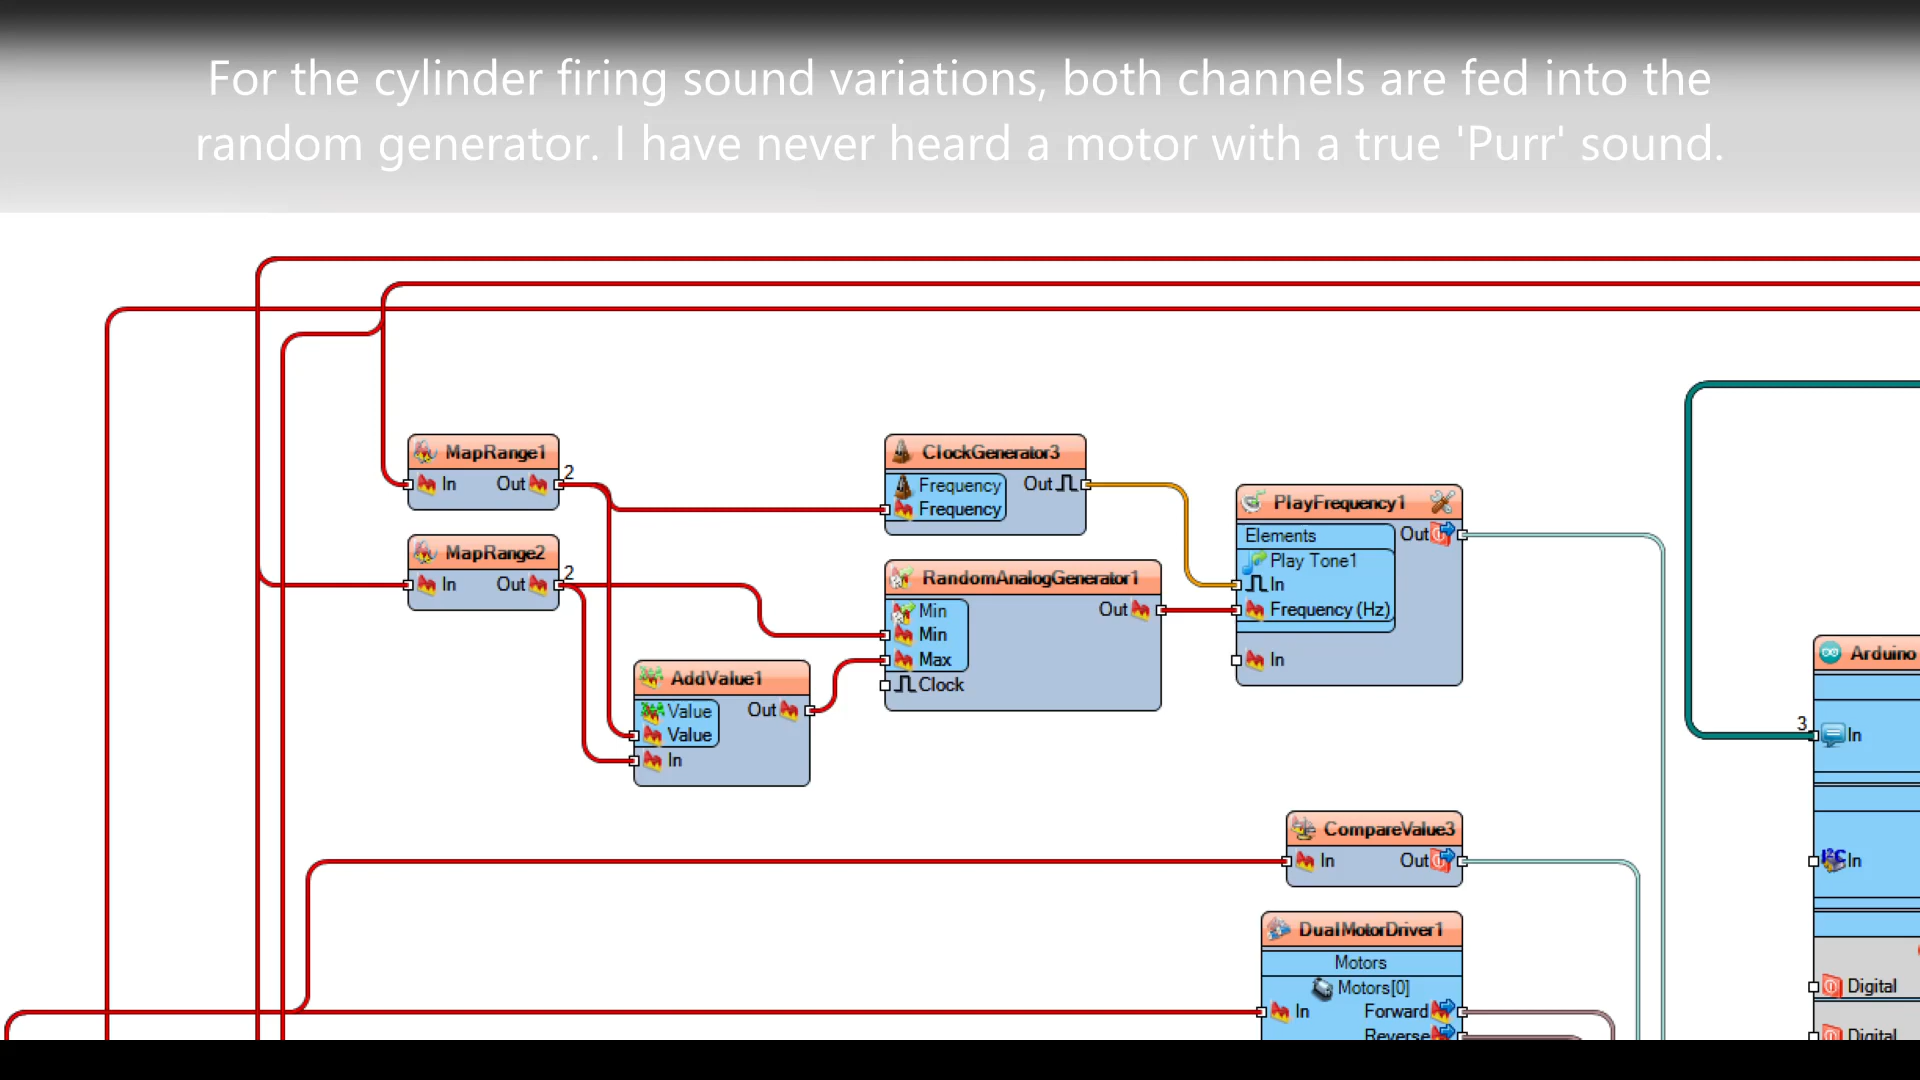 For the cylinder firing sound variations, both channels are fed into the
random generator. I have never heard a motor with a true 'Purr' sound.
MapRange1
In Out
2
MapRange2
In Out
2
AddValue1
Value
Value
Out
In
ClockGenerator3
Frequency
Frequency
Out
RandomAnalogGenerator1
Min
Min
Max
Clock
Out
PlayFrequency1
Elements
Out
Play Tone1
In
Frequency (Hz)
In
CompareValue3
In Out
DualMotorDriver1
Motors
Motors[0]
In Forward
Reverse
Arduino
3
In
I2C In
Digital
Digital